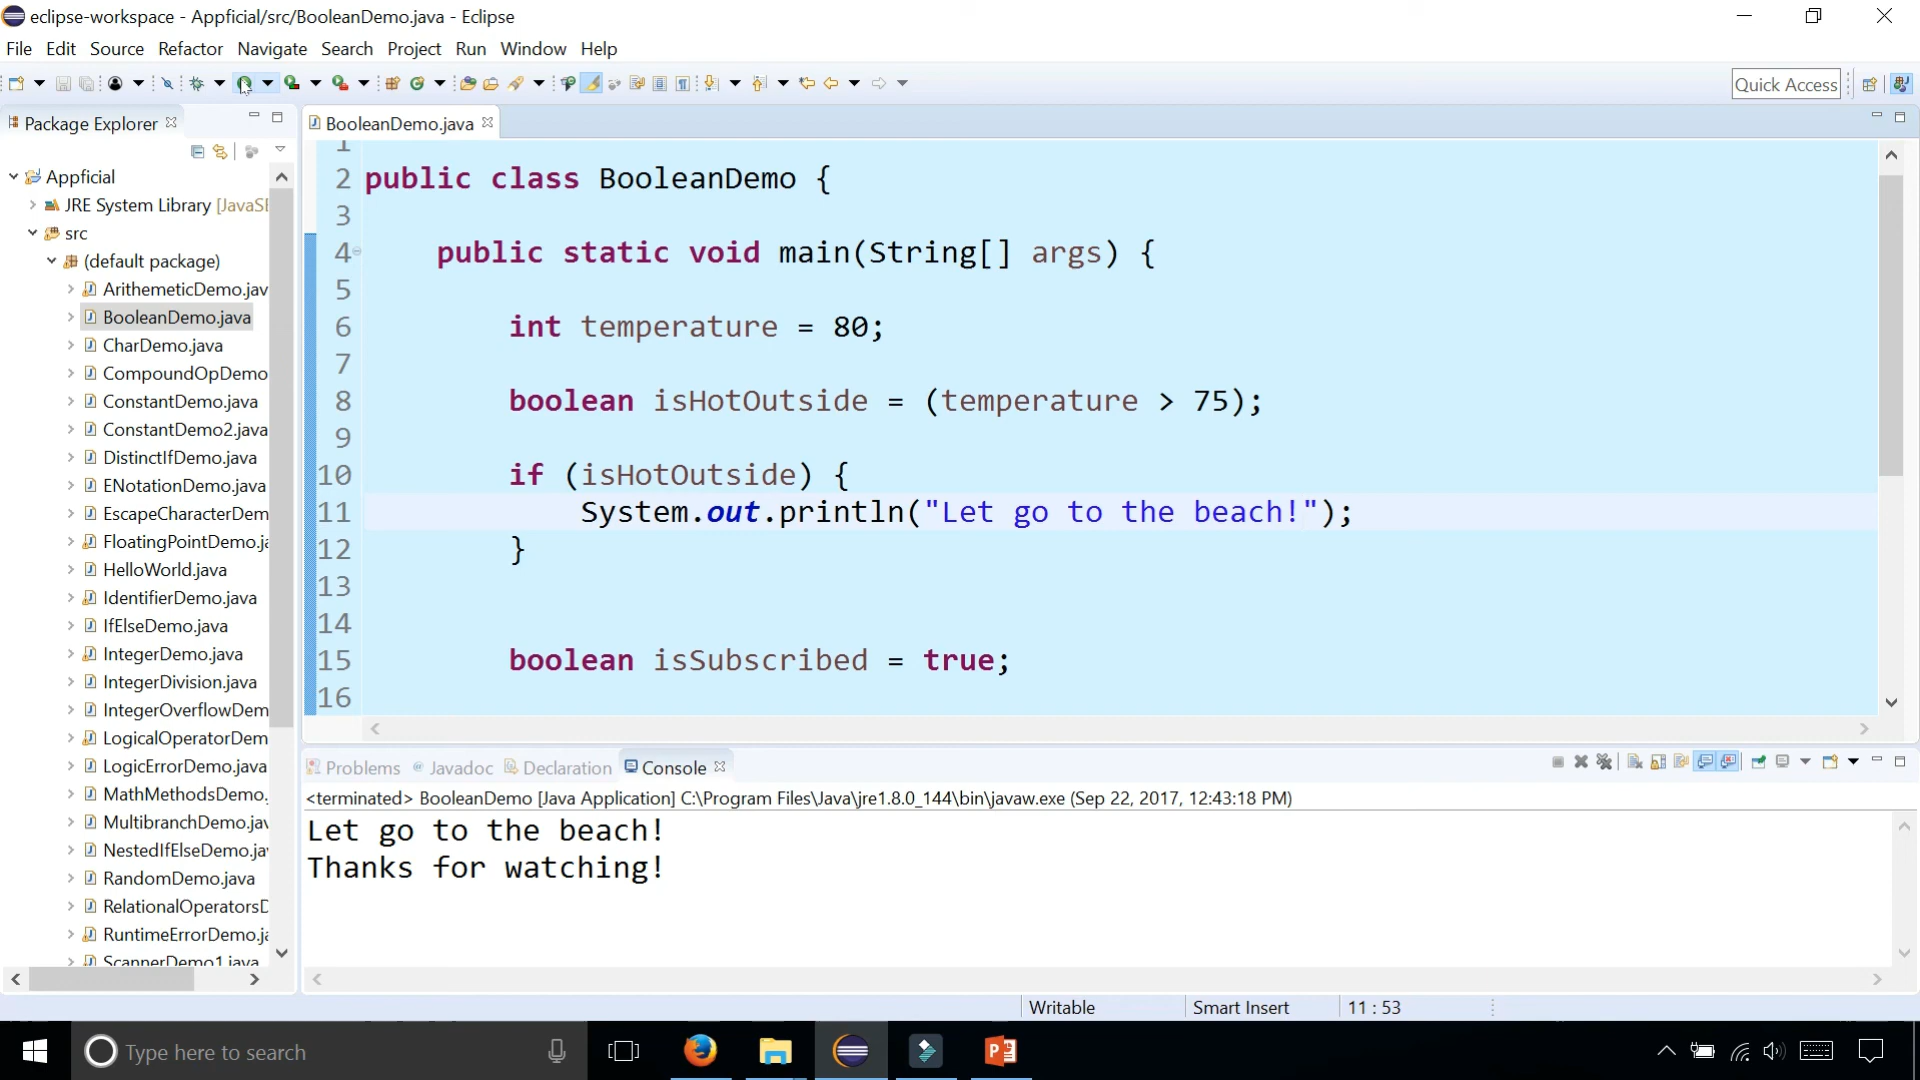 eclipse-workspace - Appficial/src/BooleanDemo.java - Eclipse
File Edit Source Refactor Navigate Search Project Run Window Help
Quick Access
Package Explorer
BooleanDemo.java
Appficial
JRE System Library [JavaSE
src
(default package)
ArithemeticDemo.jav
BooleanDemo.java
CharDemo.java
CompoundOpDemo
ConstantDemo.java
ConstantDemo2.java
DistinctIfDemo.java
ENotationDemo.java
EscapeCharacterDem
FloatingPointDemo.ja
HelloWorld.java
IdentifierDemo.java
IfElseDemo.java
IntegerDemo.java
IntegerDivision.java
IntegerOverflowDem
LogicalOperatorDem
LogicErrorDemo.java
MathMethodsDemo.
MultibranchDemo.jav
NestedIfElseDemo.jav
RandomDemo.java
RelationalOperatorsD
RuntimeErrorDemo.ja
ScannerDemo1.java
1
2 public class BooleanDemo {
3
4 public static void main(String[] args) {
5
6 int temperature = 80;
7
8 boolean isHotOutside = (temperature > 75);
9
10 if (isHotOutside) {
11 System.out.println("Let go to the beach!");
12 }
13
14
15 boolean isSubscribed = true;
16
Problems Javadoc Declaration Console
<terminated> BooleanDemo [Java Application] C:\Program Files\Java\jre1.8.0_144\bin\javaw.exe (Sep 22, 2017, 12:43:18 PM)
Let go to the beach!
Thanks for watching!
Writable Smart Insert 11 : 53
Type here to search